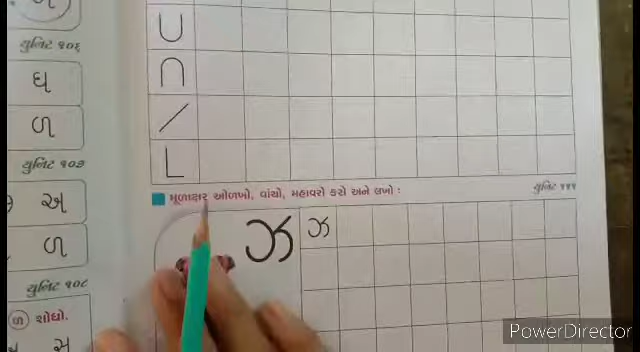 યુનિટ ૧૦૬
ઘ
ળ
યુનિટ ૧૦૭
અ
ળ
યુનિટ ૧૦૮
ળ શોધો.
સ
મૂળાક્ષર ઓળખો, વાંચો, મહાવરો કરો અને લખો :
યુનિટ ૧૧૧
ઝ ઝ
PowerDirector